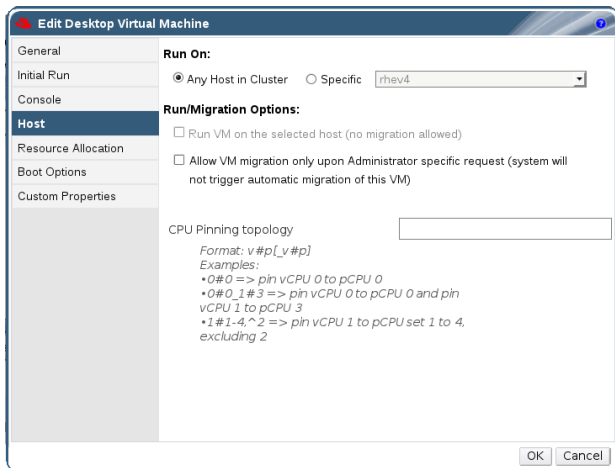 Edit Desktop Virtual Machine
?
General
Initial Run
Console
Host
Resource Allocation
Boot Options
Custom Properties
Run On:
Any Host in Cluster
Specific
rhev4
Run/Migration Options:
Run VM on the selected host (no migration allowed)
Allow VM migration only upon Administrator specific request (system will
not trigger automatic migration of this VM)
CPU Pinning topology
Format: v#p[_v#p]
Examples:
•0#0 => pin vCPU 0 to pCPU 0
•0#0_1#3 => pin vCPU 0 to pCPU 0 and pin
vCPU 1 to pCPU 3
•1#1-4,^2 => pin vCPU 1 to pCPU set 1 to 4,
excluding 2
OK
Cancel